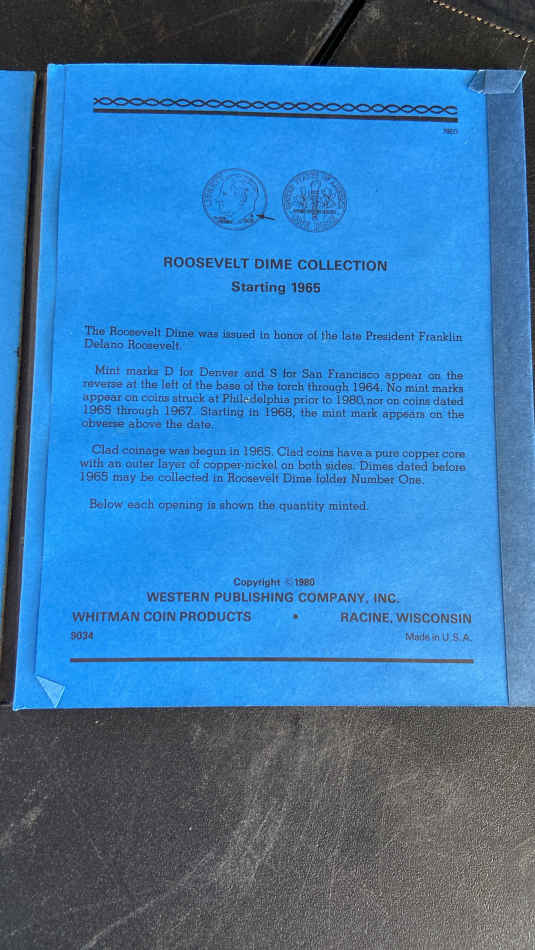 ROOSEVELT DIME COLLECTION
Starting 1965
The Roosevelt Dime was issued in honor of the late President Franklin
Delano Roosevelt.
Mint marks D for Denver and S for San Francisco appear on the
reverse at the left of the base of the torch through 1964. No mint marks
appear on coins struck at Philadelphia prior to 1980, nor on coins dated
1965 through 1967. Starting in 1968, the mint mark appears on the
obverse above the date.
Clad coinage was begun in 1965. Clad coins have a pure copper core
with an outer layer of copper-nickel on both sides. Dimes dated before
1965 may be collected in Roosevelt Dime folder Number One.
Below each opening is shown the quantity minted.
Copyright ©1980
WESTERN PUBLISHING COMPANY, INC.
WHITMAN COIN PRODUCTS • RACINE, WISCONSIN
9034 Made in U.S.A.